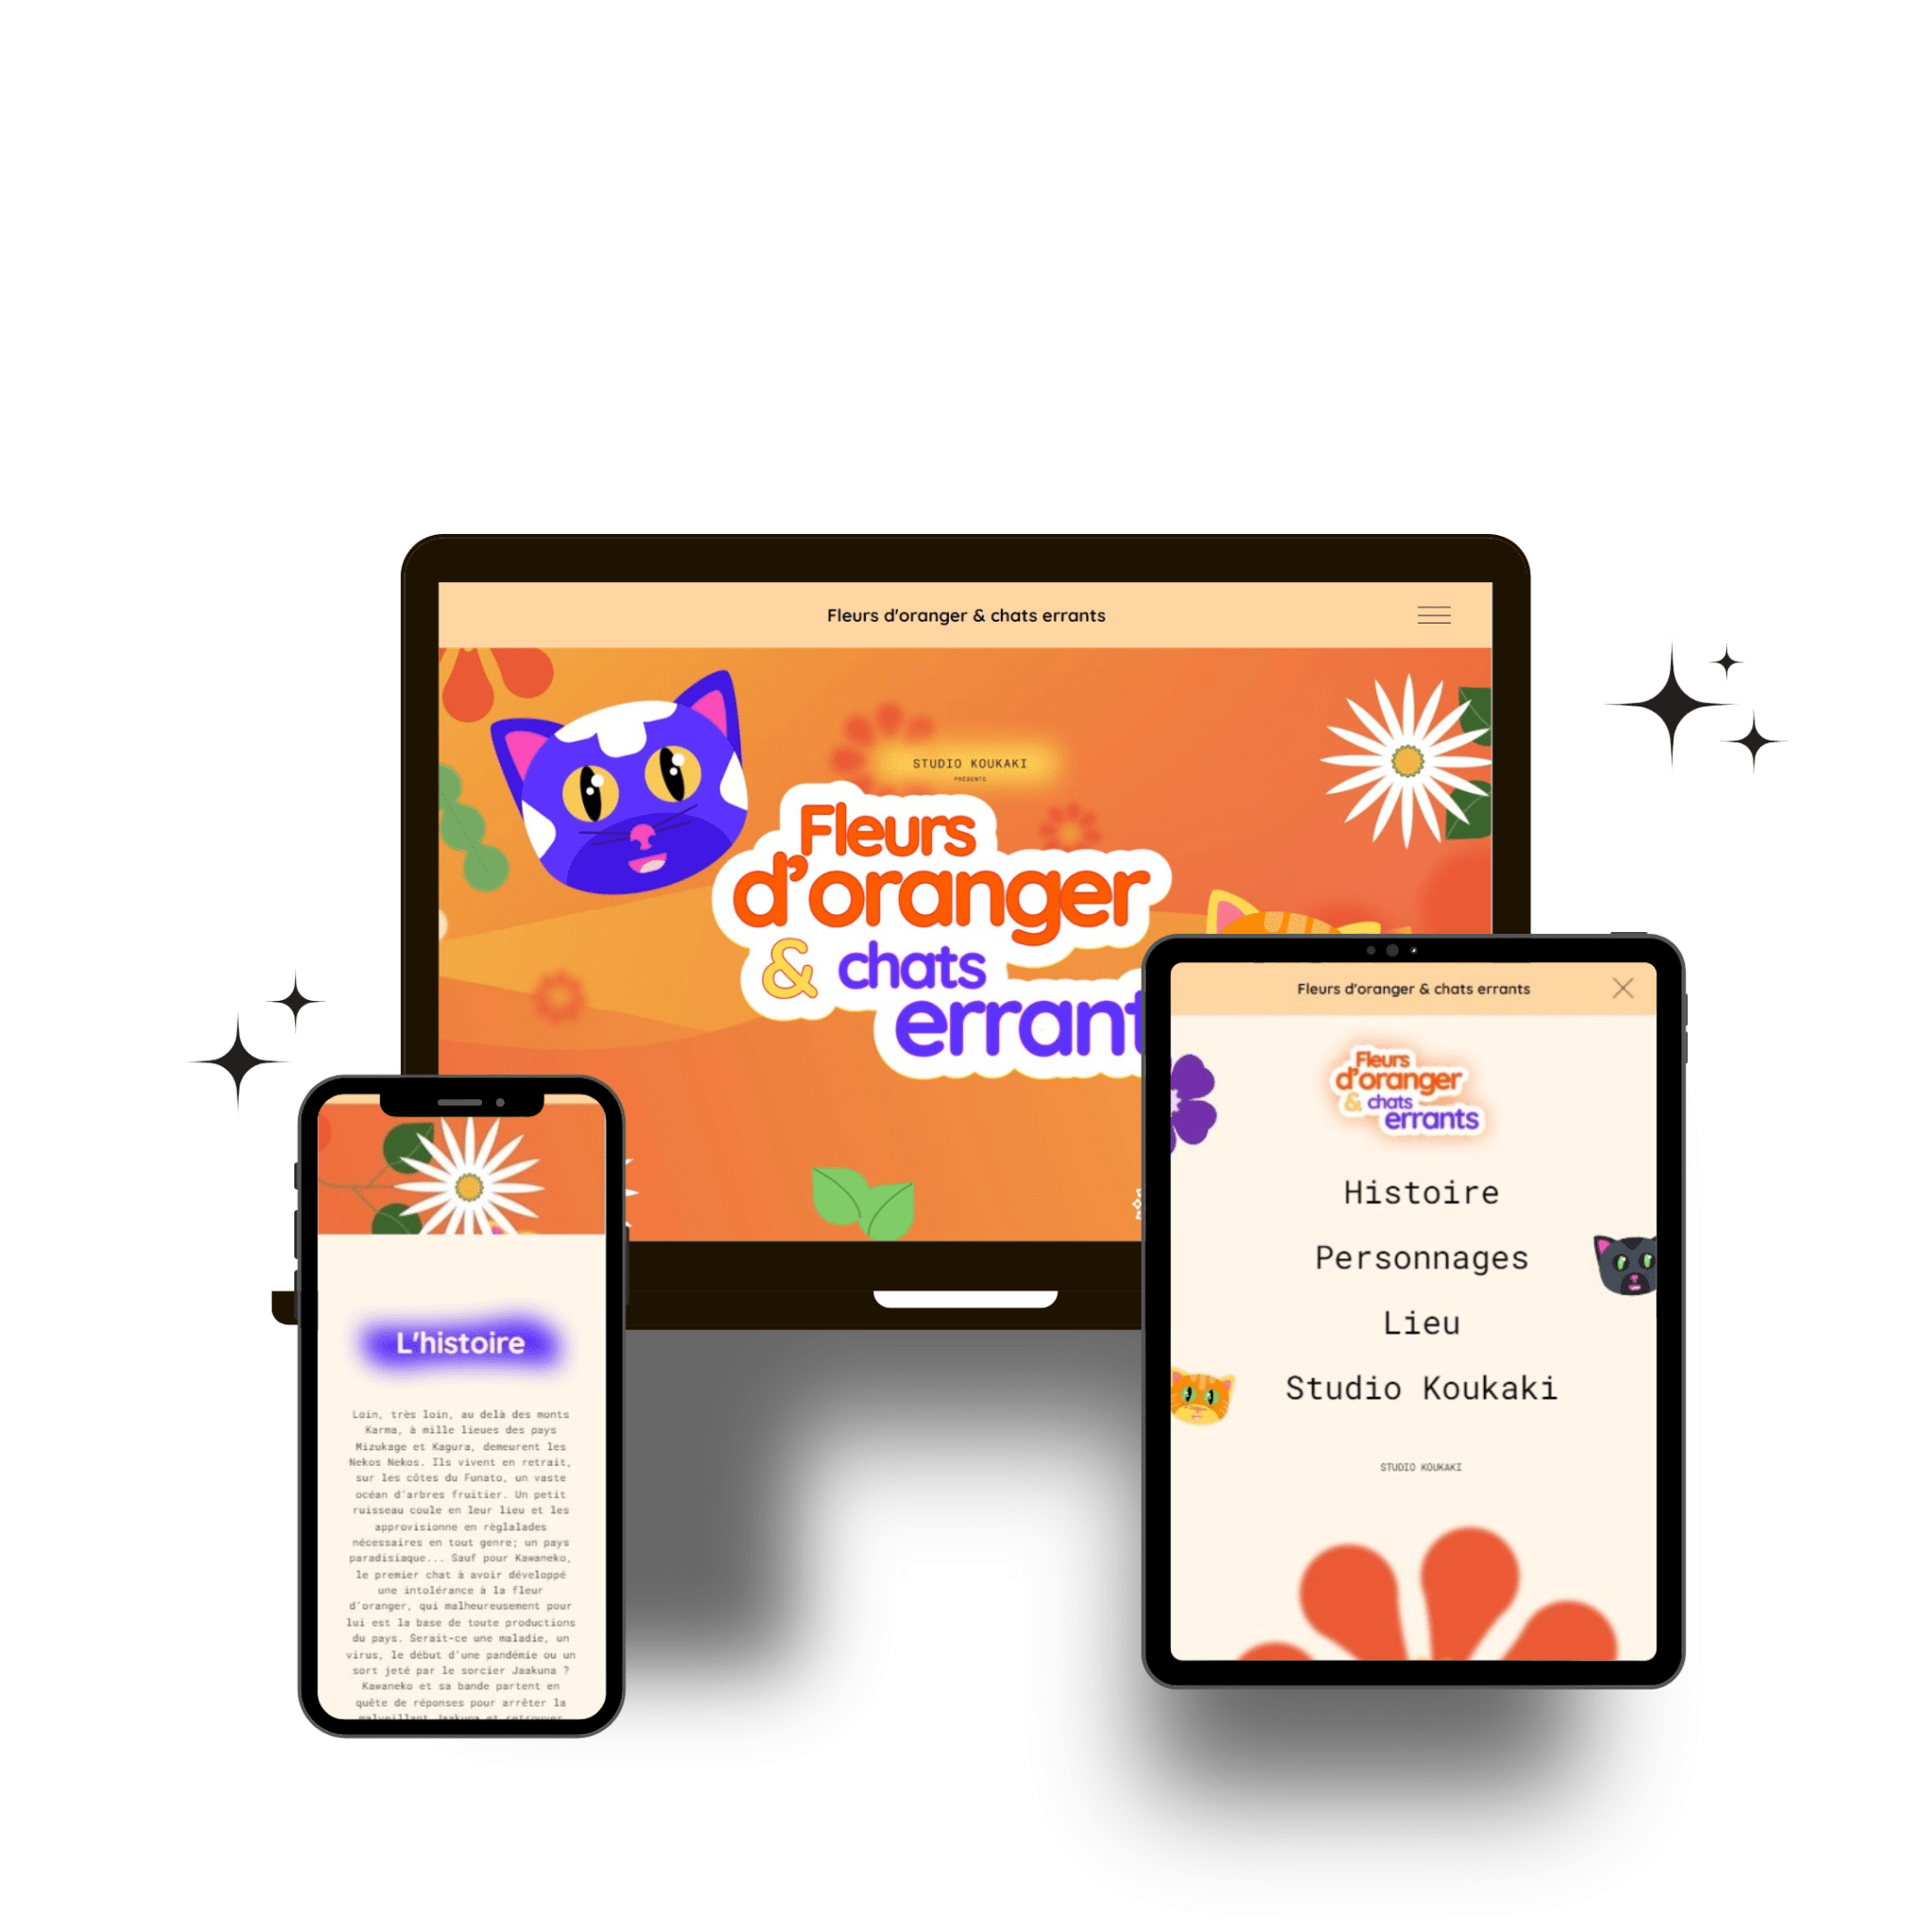 Fleurs d'oranger & chats errants
STUDIO KOUKAKI
PRÉSENTE
Fleurs
d'oranger
& chats
errant
Fleurs d'oranger & chats errants
Fleurs
d'oranger
& chats
errants
Histoire
Personnages
Lieu
Studio Koukaki
STUDIO KOUKAKI
L'histoire
Loin, très loin, au delà des monts
Karma, à mille lieues des pays
Mizukage et Kagura, demeurent les
Nekos Nekos. Ils vivent en retrait,
sur les côtes du Funato, un vaste
océan d'arbres fruitier. Un petit
ruisseau coule en leur lieu et les
approvisionne en règlalades
nécessaires en tout genre; un pays
paradisiaque... Sauf pour Kawaneko,
le premier chat à avoir développé
une intolérance à la fleur
d'oranger, qui malheureusement pour
lui est la base de toute productions
du pays. Serait-ce une maladie, un
virus, le début d'une pandémie ou un
sort jeté par le sorcier Jaakuna ?
Kawaneko et sa bande partent en
quête de réponses pour arrêter la
malveillant Jaakuna et retrouver